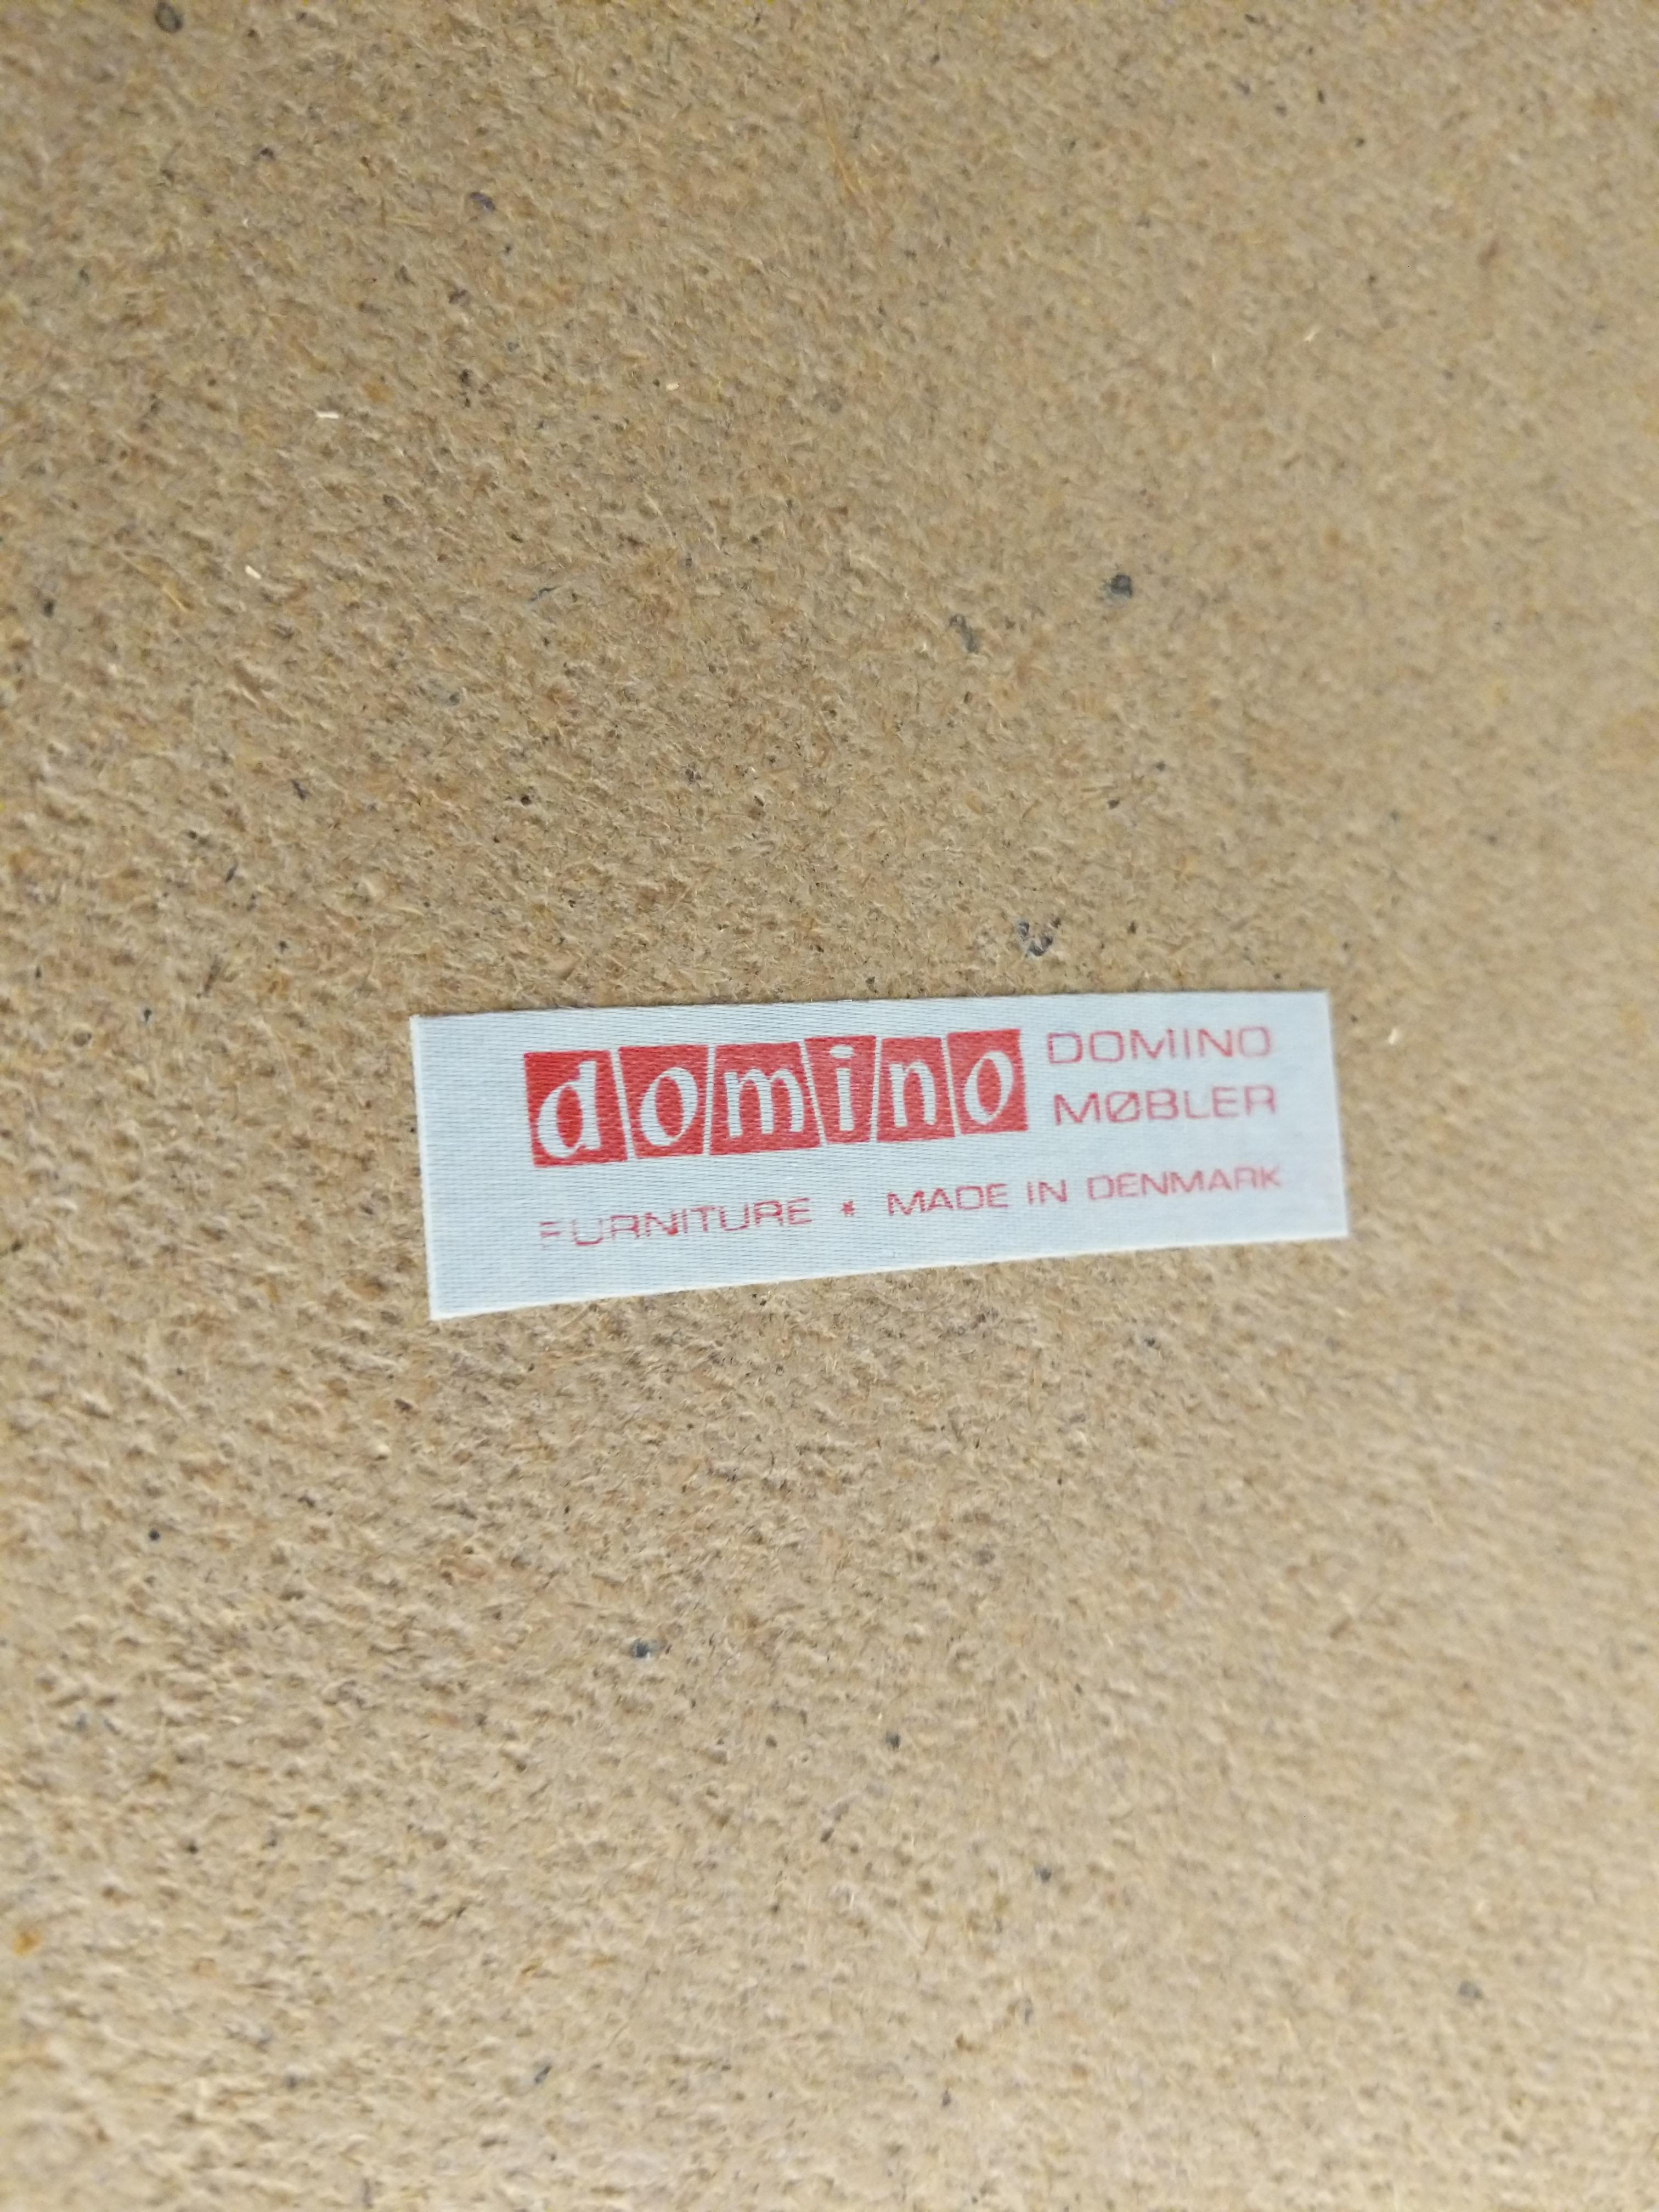 domino DOMINO
MØBLER
FURNITURE * MADE IN DENMARK